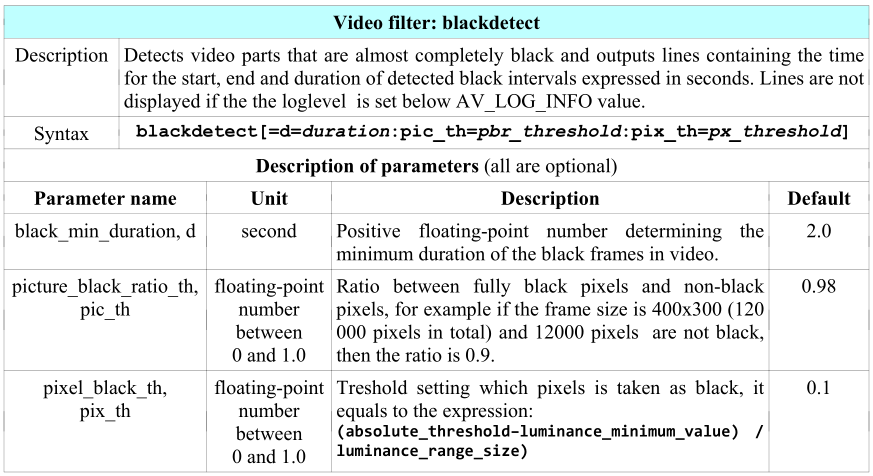 Video filter: blackdetect
Description
Detects video parts that are almost completely black and outputs lines containing the time
for the start, end and duration of detected black intervals expressed in seconds. Lines are not
displayed if the the loglevel is set below AV_LOG_INFO value.
Syntax
blackdetect[=d=duration:pic_th=pbr_threshold:pix_th=px_threshold]
Description of parameters (all are optional)
Parameter name Unit Description Default
black_min_duration, d
second
Positive floating-point number determining the
minimum duration of the black frames in video.
2.0
picture_black_ratio_th,
pic_th
floating-point
number
between
0 and 1.0
Ratio between fully black pixels and non-black
pixels, for example if the frame size is 400x300 (120
000 pixels in total) and 12000 pixels are not black,
then the ratio is 0.9.
0.98
pixel_black_th,
pix_th
floating-point
number
between
0 and 1.0
Treshold setting which pixels is taken as black, it
equals to the expression:
(absolute_threshold-luminance_minimum_value) /
luminance_range_size)
0.1